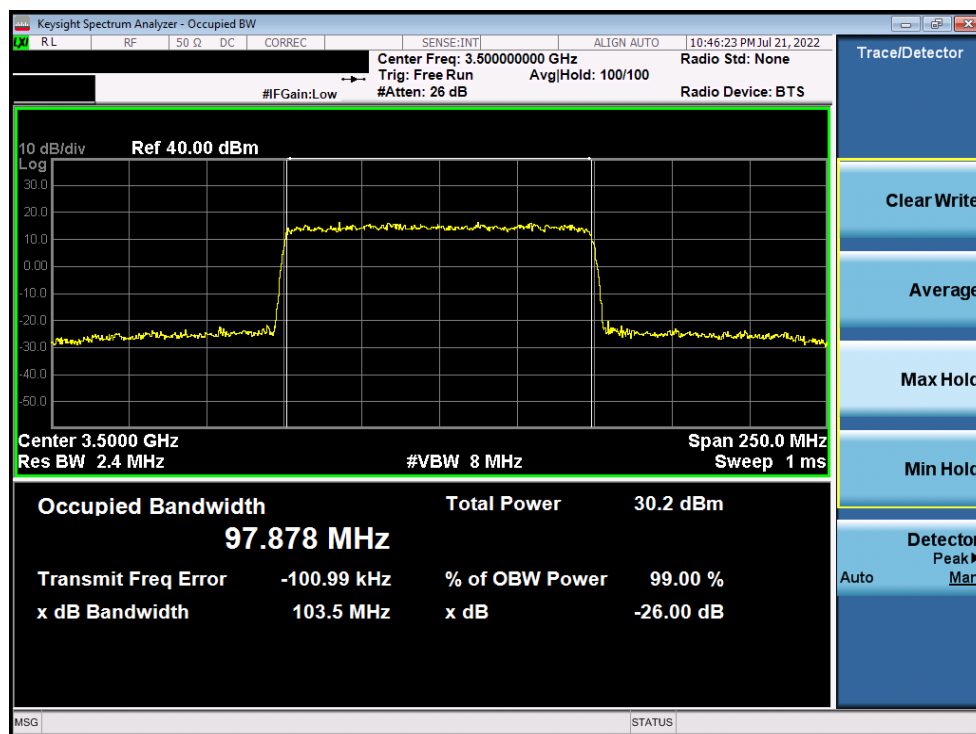 Keysight Spectrum Analyzer - Occupied BW
LXI RL RF 50 Ω DC CORREC SENSE:INT ALIGN AUTO 10:46:23 PM Jul 21, 2022
Center Freq: 3.500000000 GHz Radio Std: None
Trig: Free Run Avg|Hold: 100/100
#IFGain:Low #Atten: 26 dB Radio Device: BTS
Trace/Detector
10 dB/div Ref 40.00 dBm
Log
30.0
20.0
10.0
0.00
-10.0
-20.0
-30.0
-40.0
-50.0
Center 3.5000 GHz Span 250.0 MHz
Res BW 2.4 MHz #VBW 8 MHz Sweep 1 ms
Occupied Bandwidth Total Power 30.2 dBm
97.878 MHz
Transmit Freq Error -100.99 kHz % of OBW Power 99.00 %
x dB Bandwidth 103.5 MHz x dB -26.00 dB
Clear Write
Average
Max Hold
Min Hold
Detector
Peak
Auto Man
MSG STATUS